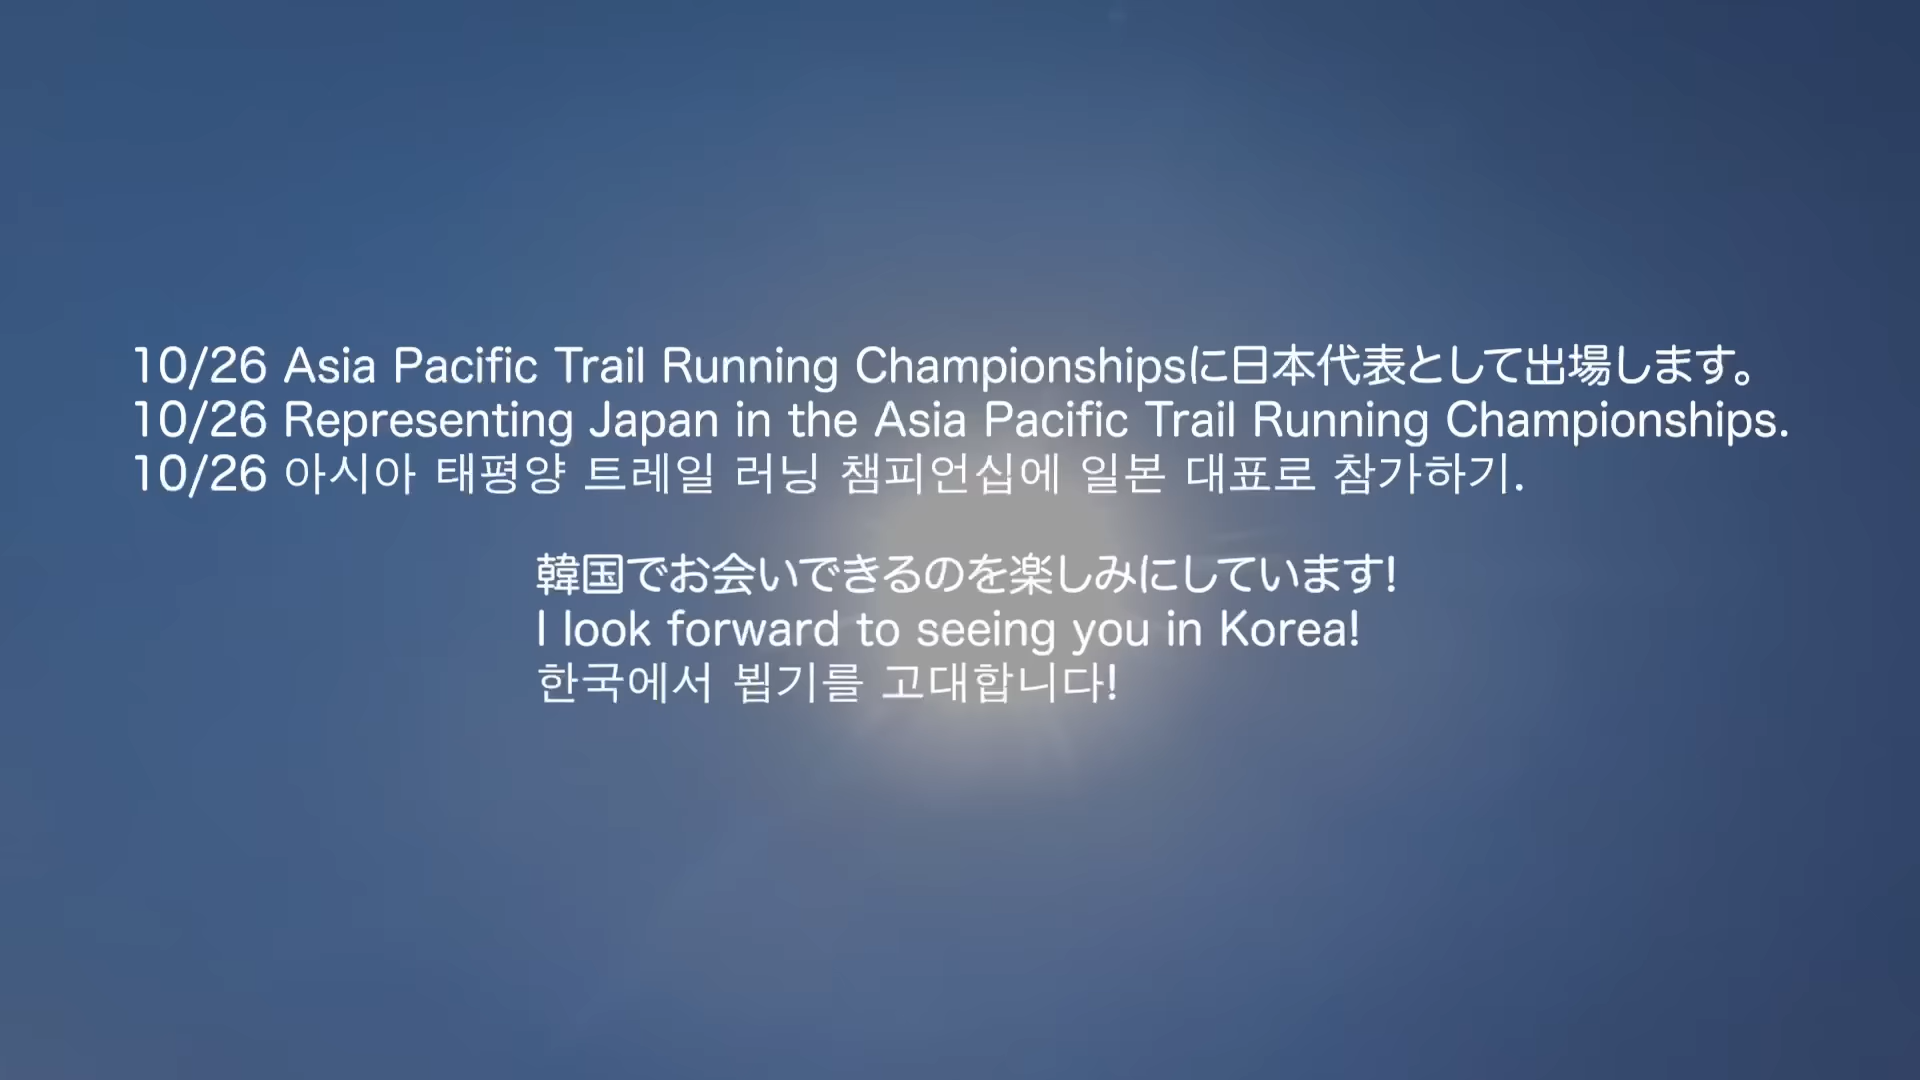 10/26 Asia Pacific Trail Running Championshipsに日本代表として出場します。
10/26 Representing Japan in the Asia Pacific Trail Running Championships.
10/26 아시아 태평양 트레일 러닝 챔피언십에 일본 대표로 참가하기.
韓国でお会いできるのを楽しみにしています!
I look forward to seeing you in Korea!
한국에서 뵙기를 고대합니다!